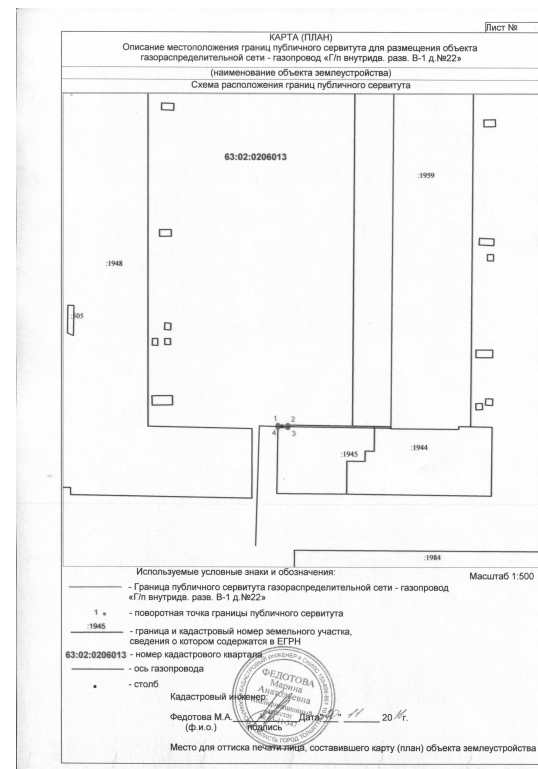 Лист №
КАРТА (ПЛАН)
Описание местоположения границ публичного сервитута для размещения объекта
газораспределительной сети - газопровод «Г/п внутридв. разв. В-1 д.№22»
(наименование объекта землеустройства)
Схема расположения границ публичного сервитута
63:02:0206013
:1959
:1948
:505
1 2
4 3
:1945
:1944
:1984
Используемые условные знаки и обозначения:
Масштаб 1:500
- Граница публичного сервитута газораспределительной сети - газопровод
«Г/п внутридв. разв. В-1 д.№22»
1 - поворотная точка границы публичного сервитута
:1945 - граница и кадастровый номер земельного участка,
сведения о котором содержатся в ЕГРН
63:02:0206013 - номер кадастрового квартала
- ось газопровода
- столб
ФЕДОТОВА
Марина
Анатольевна
Кадастровый инженер:
Федотова М.А. Дата 11 20 г.
(ф.и.о.) подпись
Место для оттиска печати лица, составившего карту (план) объекта землеустройства